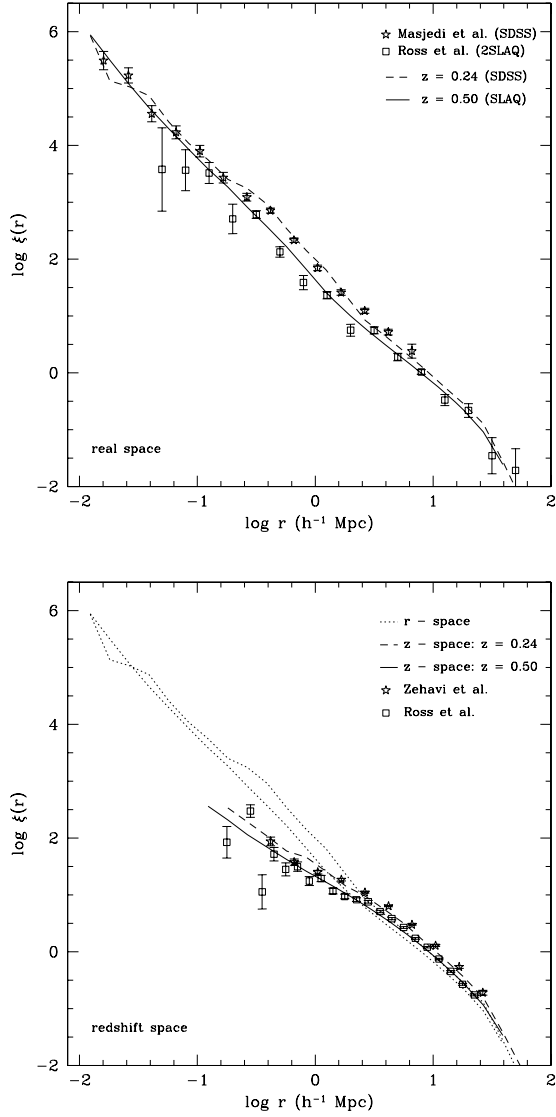 6
4
2
0
−2
log ξ(r)
Masjedi et al. (SDSS)
Ross et al. (2SLAQ)
z = 0.24 (SDSS)
z = 0.50 (SLAQ)
real space
−2 −1 0 1 2
log r (h⁻¹ Mpc)
6
4
2
0
−2
log ξ(r)
r − space
z − space: z = 0.24
z − space: z = 0.50
Zehavi et al.
Ross et al.
redshift space
−2 −1 0 1 2
log r (h⁻¹ Mpc)